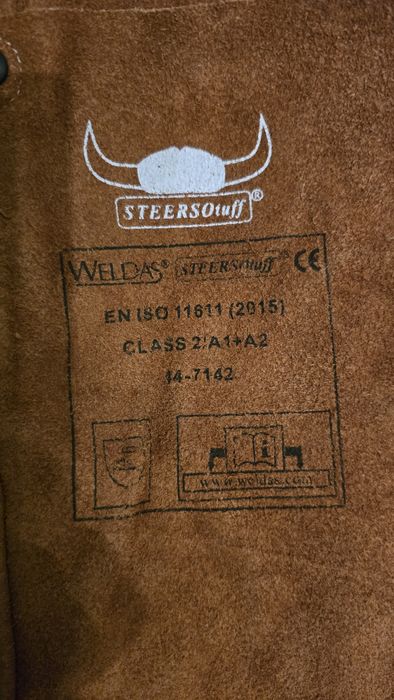 STEERSOtuff®
WELDAS® STEERSOtuff® CE
EN ISO 11611 (2015)
CLASS 2/A1+A2
44-7142
i
www.weldas.com